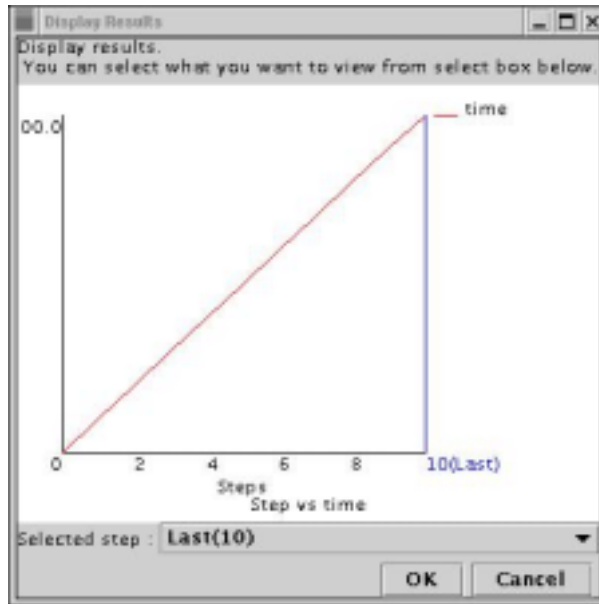 Display Results
Display results.
You can select what you want to view from select box below.
time
00.0
0 2 4 6 8 10(Last)
Steps
Step vs time
Selected step : Last(10)
OK Cancel